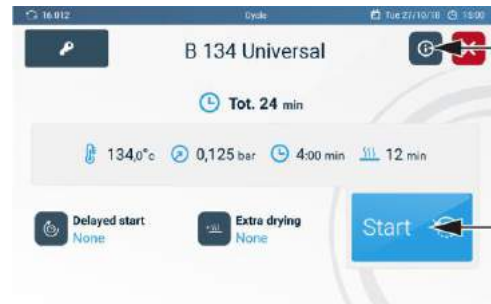 16.012 Cycle Tue 27/10/18 15:00
B 134 Universal
Tot. 24 min
134,0°c 0,125 bar 4:00 min 12 min
Delayed start
None
Extra drying
None
Start